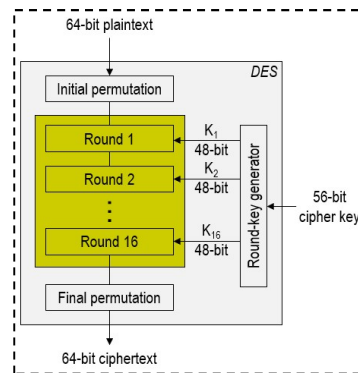 64-bit plaintext
DES
Initial permutation
Round 1
K1
48-bit
Round 2
K2
48-bit
Round 16
K16
48-bit
Round-key generator
56-bit
cipher key
Final permutation
64-bit ciphertext